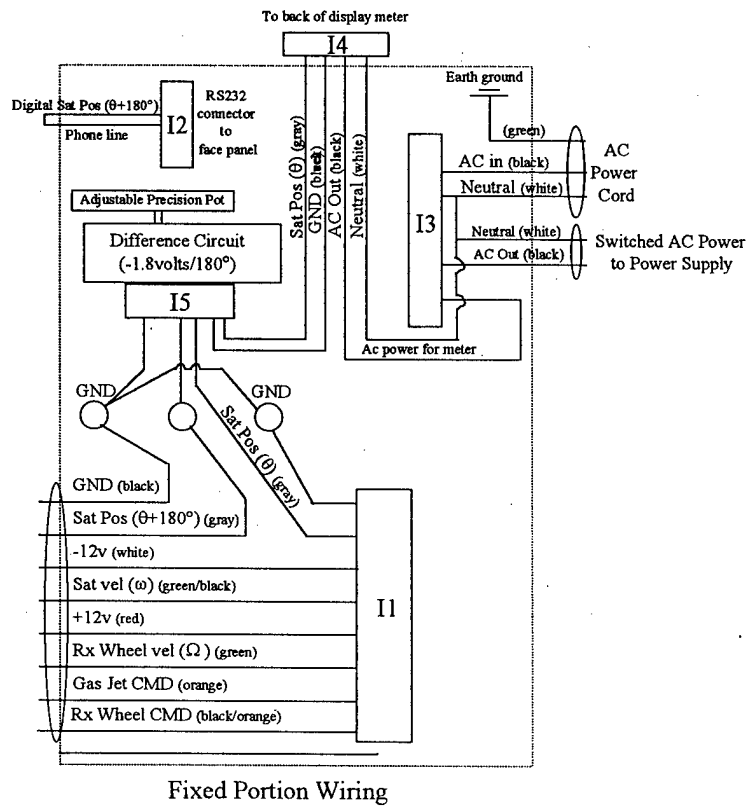 To back of display meter
I4
Earth ground
Digital Sat Pos (θ+180°)
Phone line
I2
RS232
connector
to
face panel
Sat Pos (θ) (gray)
GND (black)
AC Out (black)
Neutral (white)
(green)
AC in (black)
Neutral (white)
AC
Power
Cord
I3
Neutral (white)
AC Out (black)
Switched AC Power
to Power Supply
Adjustable Precision Pot
Difference Circuit
(-1.8volts/180°)
I5
Ac power for meter
GND
GND
Sat Pos (θ) (gray)
GND (black)
Sat Pos (θ+180°) (gray)
-12v (white)
Sat vel (ω) (green/black)
+12v (red)
Rx Wheel vel (Ω) (green)
Gas Jet CMD (orange)
Rx Wheel CMD (black/orange)
I1
Fixed Portion Wiring